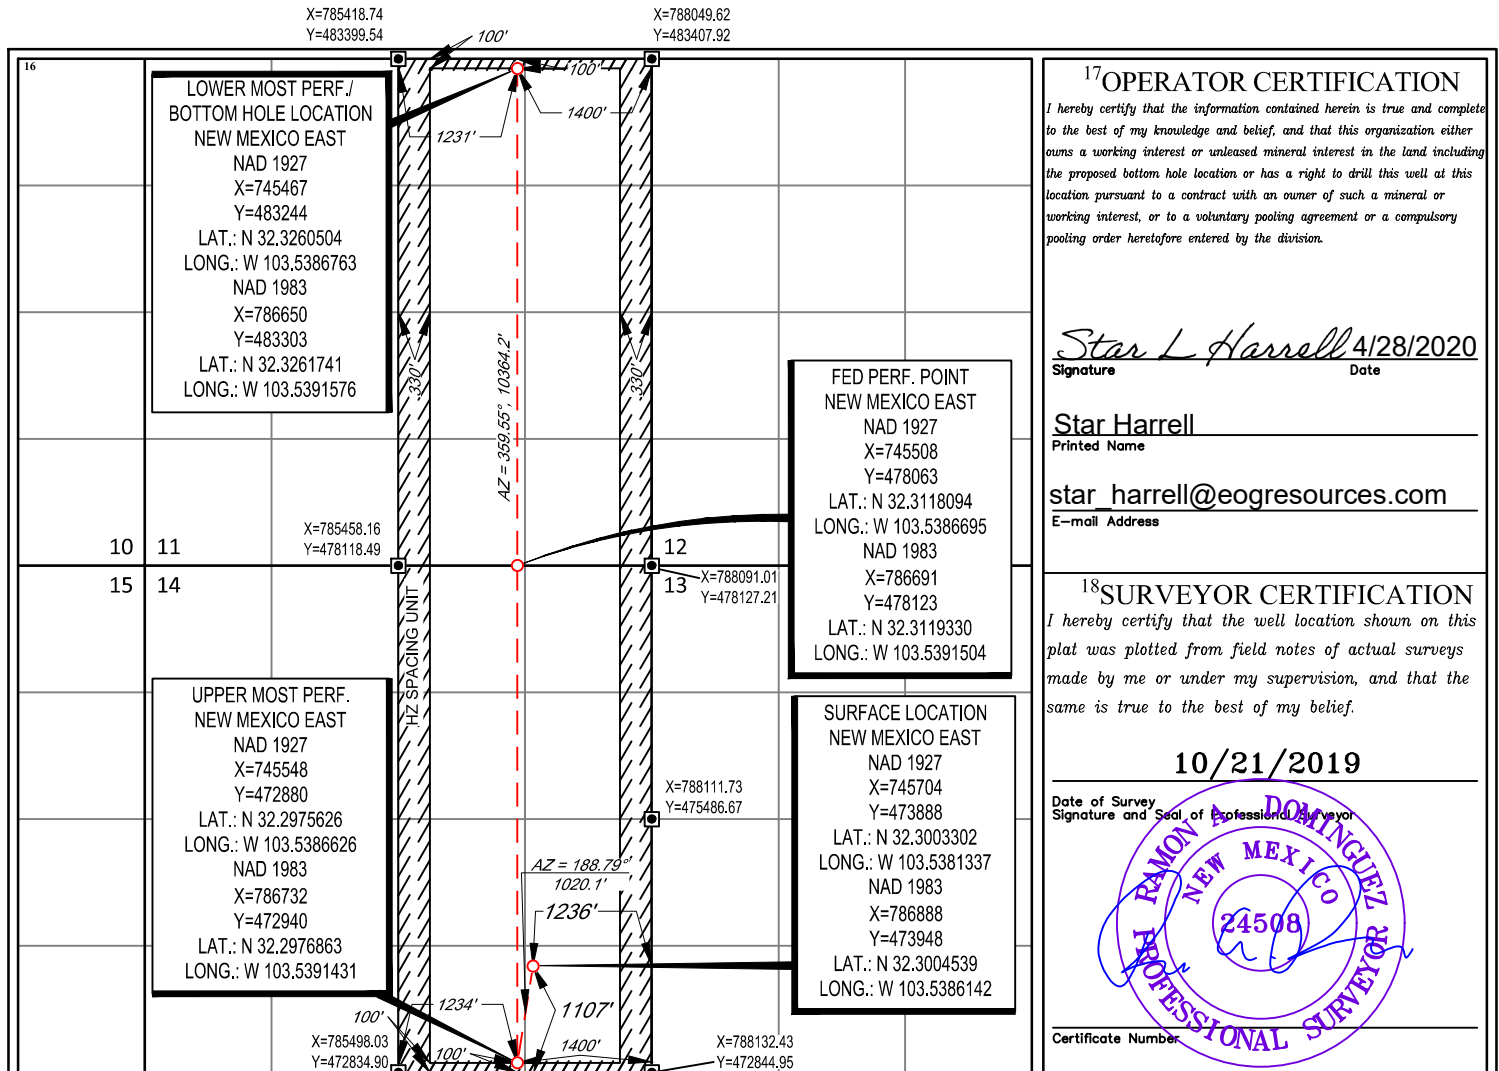 X=785418.74
Y=483399.54
X=788049.62
Y=483407.92
100'
100'
1400'
1231'
16
LOWER MOST PERF./
BOTTOM HOLE LOCATION
NEW MEXICO EAST
NAD 1927
X=745467
Y=483244
LAT.: N 32.3260504
LONG.: W 103.5386763
NAD 1983
X=786650
Y=483303
LAT.: N 32.3261741
LONG.: W 103.5391576
330'
AZ = 359.55°, 10364.2'
330'
FED PERF. POINT
NEW MEXICO EAST
NAD 1927
X=745508
Y=478063
LAT.: N 32.3118094
LONG.: W 103.5386695
NAD 1983
X=786691
Y=478123
LAT.: N 32.3119330
LONG.: W 103.5391504
X=785458.16
Y=478118.49
10 11
15 14
12
13
X=788091.01
Y=478127.21
HZ SPACING UNIT
UPPER MOST PERF.
NEW MEXICO EAST
NAD 1927
X=745548
Y=472880
LAT.: N 32.2975626
LONG.: W 103.5386626
NAD 1983
X=786732
Y=472940
LAT.: N 32.2976863
LONG.: W 103.5391431
SURFACE LOCATION
NEW MEXICO EAST
NAD 1927
X=745704
Y=473888
LAT.: N 32.3003302
LONG.: W 103.5381337
NAD 1983
X=786888
Y=473948
LAT.: N 32.3004539
LONG.: W 103.5386142
X=788111.73
Y=475486.67
AZ = 188.79°
1020.1'
1236'
1107'
1234'
100'
100'
1400'
X=785498.03
Y=472834.90
X=788132.43
Y=472844.95
17OPERATOR CERTIFICATION
I hereby certify that the information contained herein is true and complete
to the best of my knowledge and belief, and that this organization either
owns a working interest or unleased mineral interest in the land including
the proposed bottom hole location or has a right to drill this well at this
location pursuant to a contract with an owner of such a mineral or
working interest, or to a voluntary pooling agreement or a compulsory
pooling order heretofore entered by the division.
Star L Harrell 4/28/2020
Signature Date
Star Harrell
Printed Name
star_harrell@eogresources.com
E-mail Address
18SURVEYOR CERTIFICATION
I hereby certify that the well location shown on this
plat was plotted from field notes of actual surveys
made by me or under my supervision, and that the
same is true to the best of my belief.
10/21/2019
Date of Survey
Signature and Seal of Professional Surveyor
RAMON A. DOMINGUEZ
NEW MEXICO
24508
PROFESSIONAL SURVEYOR
Certificate Number